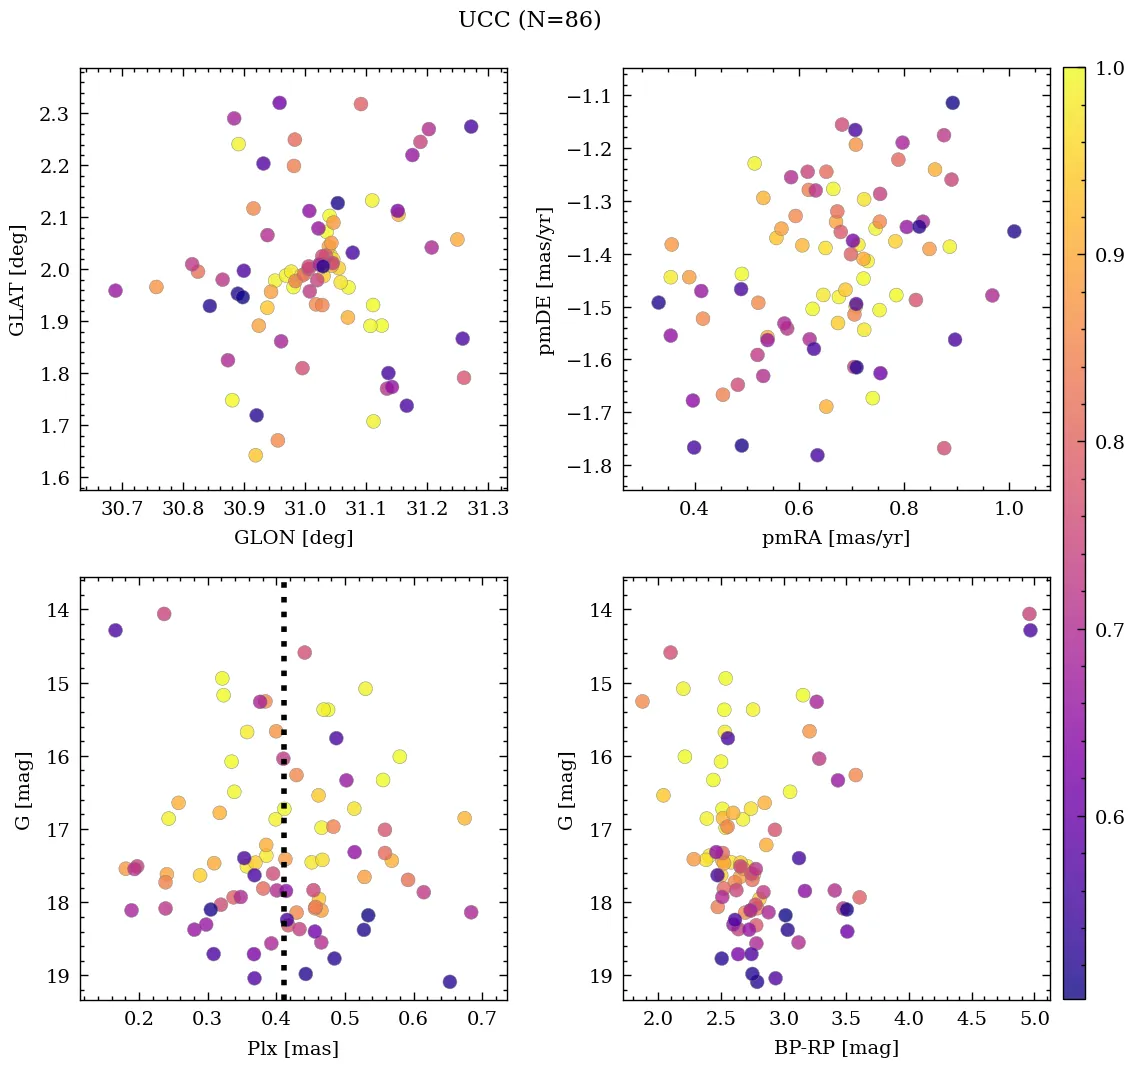 UCC (N=86)
2.3
2.2
2.1
2.0
1.9
1.8
1.7
1.6
GLAT [deg]
30.7 30.8 30.9 31.0 31.1 31.2 31.3
GLON [deg]
−1.1
−1.2
−1.3
−1.4
−1.5
−1.6
−1.7
−1.8
pmDE [mas/yr]
0.4 0.6 0.8 1.0
pmRA [mas/yr]
14
15
16
17
18
19
G [mag]
0.2 0.3 0.4 0.5 0.6 0.7
Plx [mas]
14
15
16
17
18
19
G [mag]
2.0 2.5 3.0 3.5 4.0 4.5 5.0
BP-RP [mag]
1.0
0.9
0.8
0.7
0.6